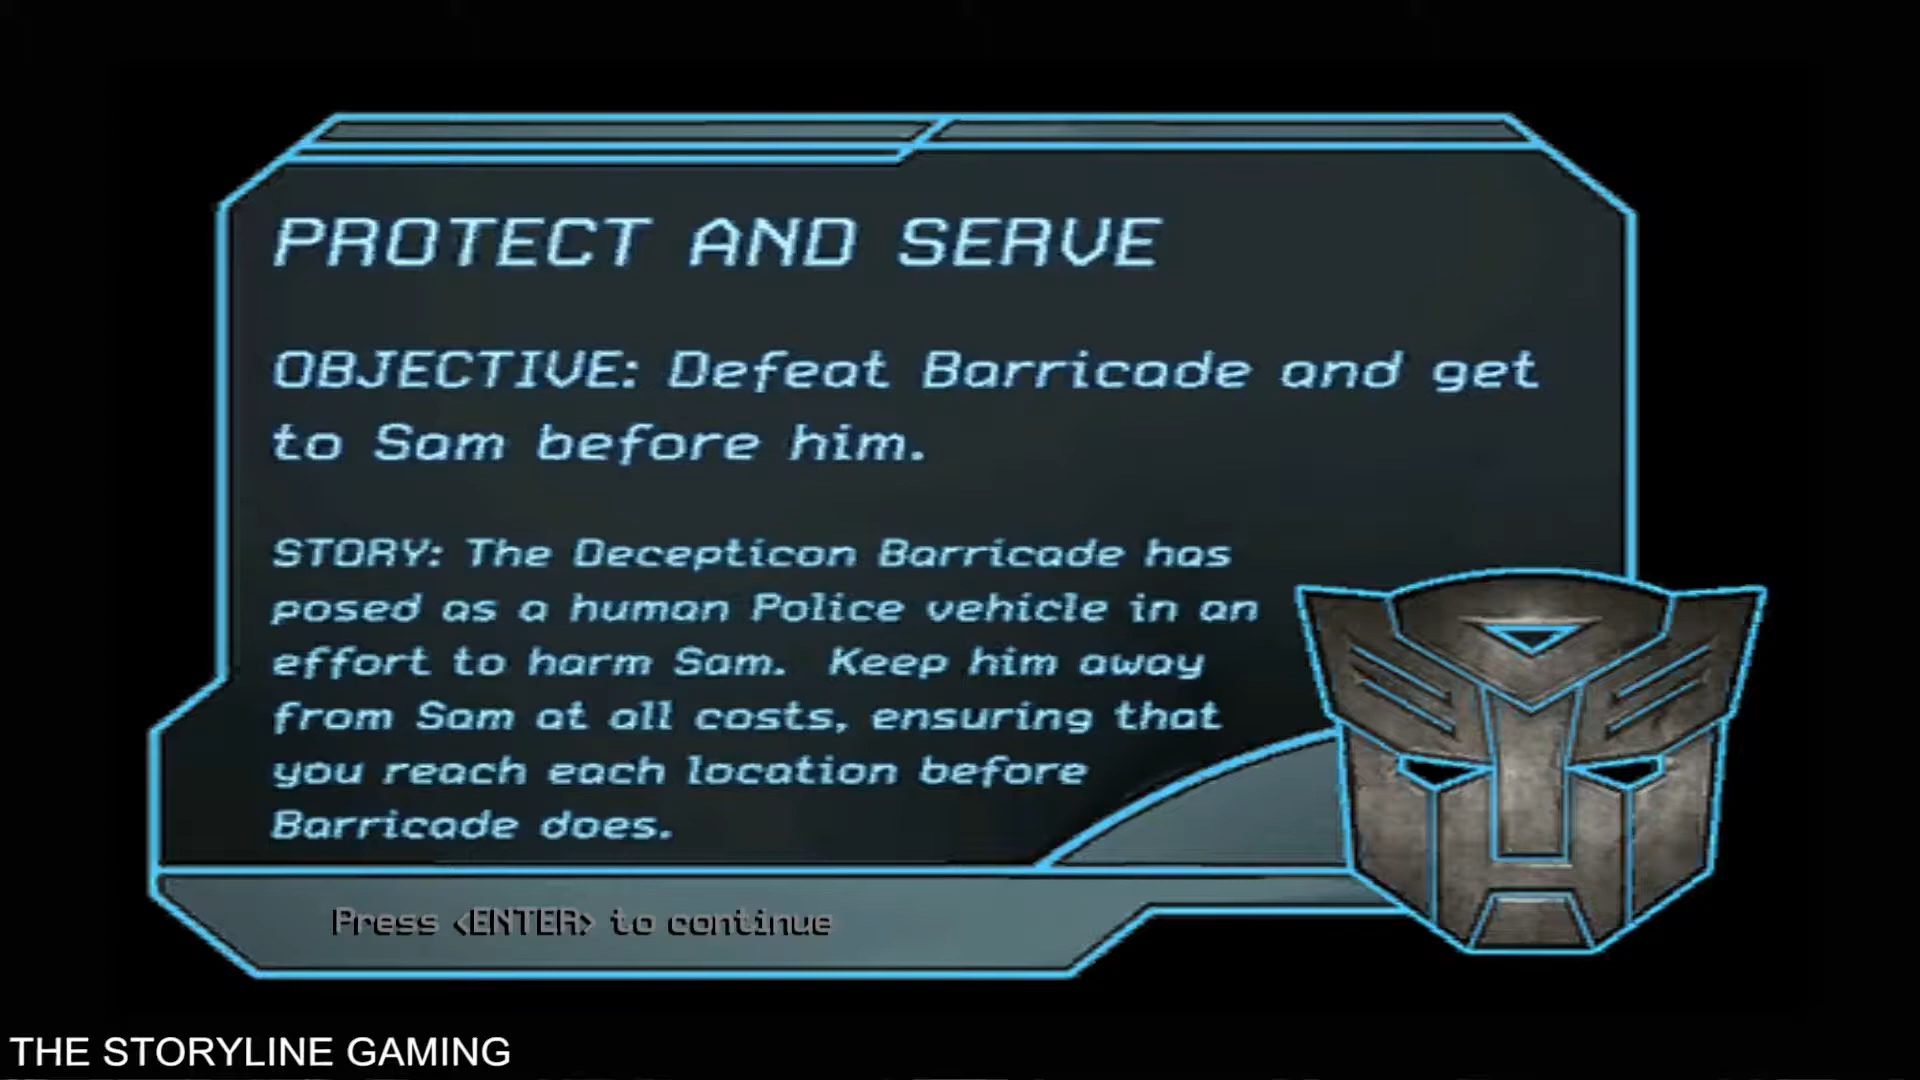 PROTECT AND SERVE
OBJECTIVE: Defeat Barricade and get
to Sam before him.
STORY: The Decepticon Barricade has
posed as a human Police vehicle in an
effort to harm Sam.  Keep him away
from Sam at all costs, ensuring that
you reach each location before
Barricade does.
Press <ENTER> to continue
THE STORYLINE GAMING